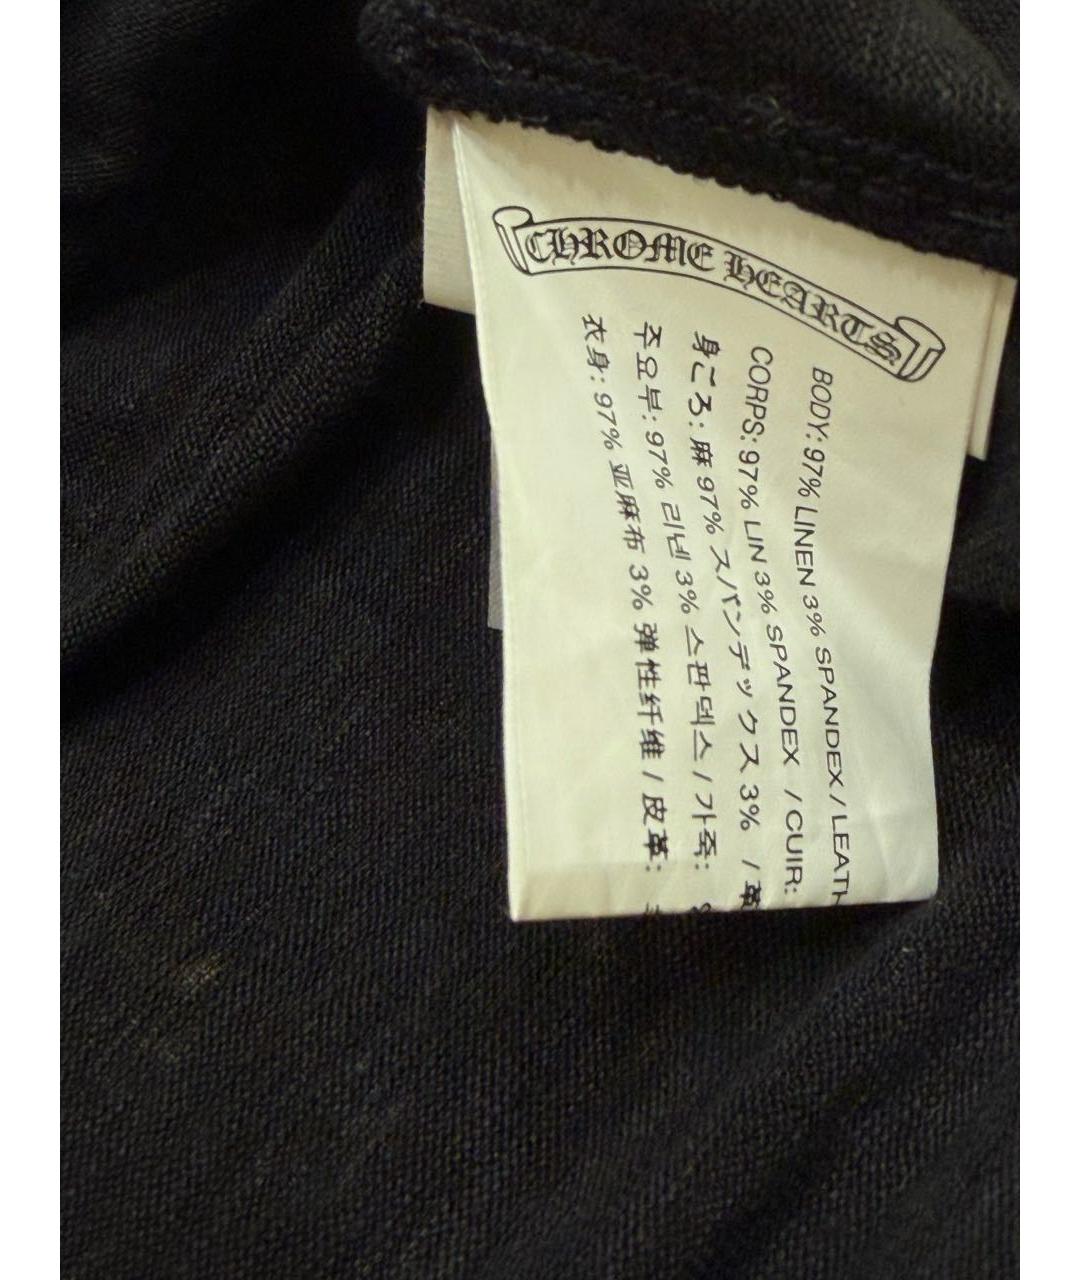 CHROME HEARTS
BODY: 97% LINEN 3% SPANDEX / LEATH
CORPS: 97% LIN 3% SPANDEX / CUIR:
身ごろ: 麻 97% スパンデックス 3% / 革
주요부: 97% 리넨 3% 스판덱스 / 가죽:
衣身: 97% 亚麻布 3% 弹性纤维 / 皮革: